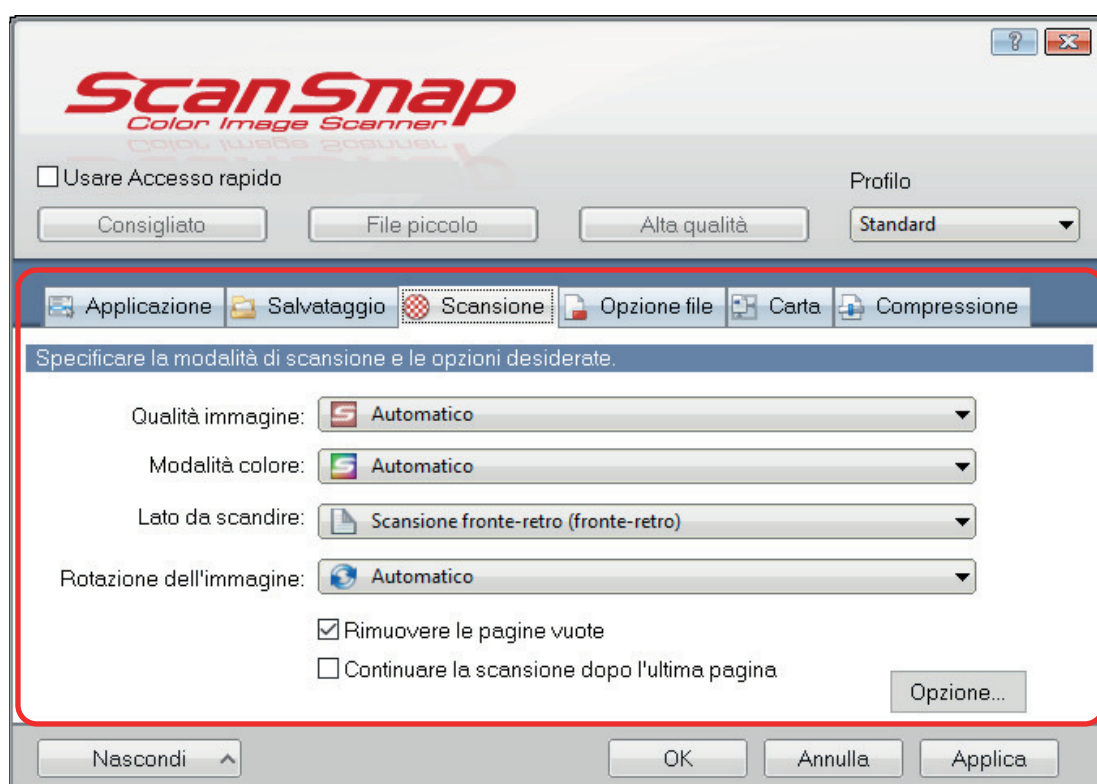 ScanSnap
Color Image Scanner
Usare Accesso rapido
Profilo
Consigliato File piccolo Alta qualità Standard
Applicazione Salvataggio Scansione Opzione file Carta Compressione
Specificare la modalità di scansione e le opzioni desiderate.
Qualità immagine: Automatico
Modalità colore: Automatico
Lato da scandire: Scansione fronte-retro (fronte-retro)
Rotazione dell'immagine: Automatico
Rimuovere le pagine vuote
Continuare la scansione dopo l'ultima pagina
Opzione...
Nascondi OK Annulla Applica